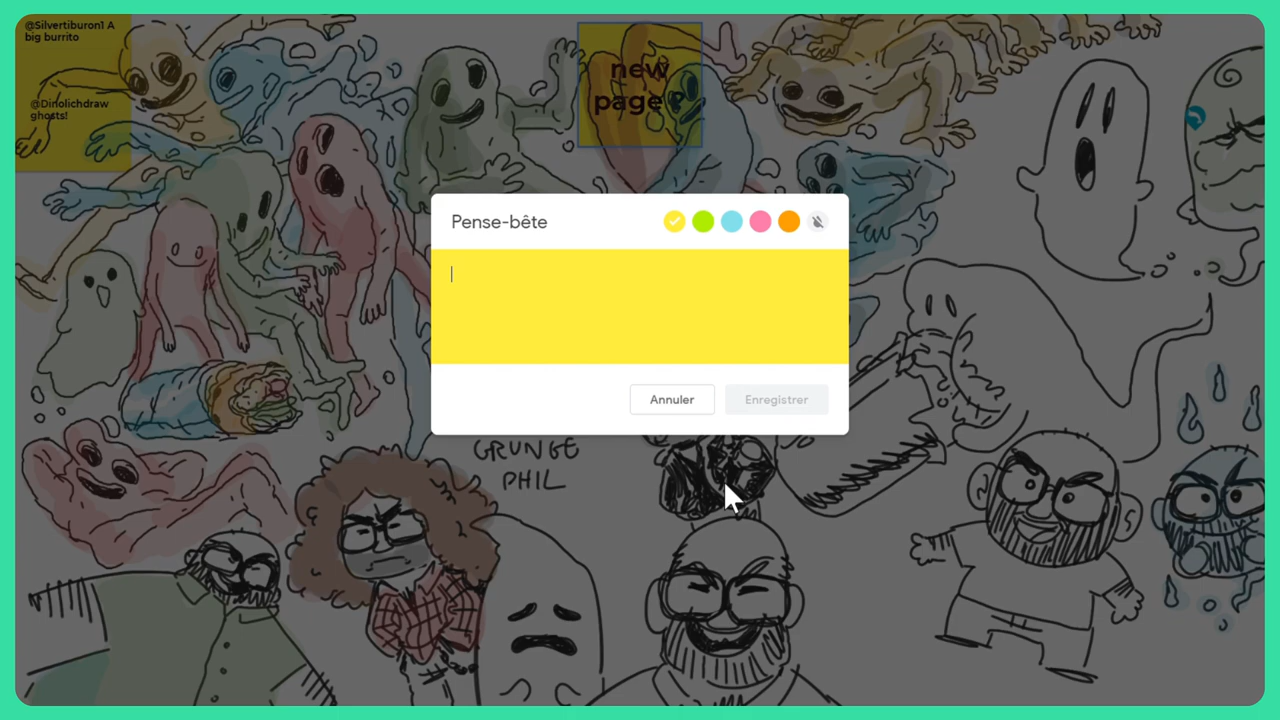 @Silvertiburon1 A
big burrito
@Dinolichdraw
ghosts!
new
page ?
Pense-bête
Annuler
Enregistrer
GRUNGE
PHIL